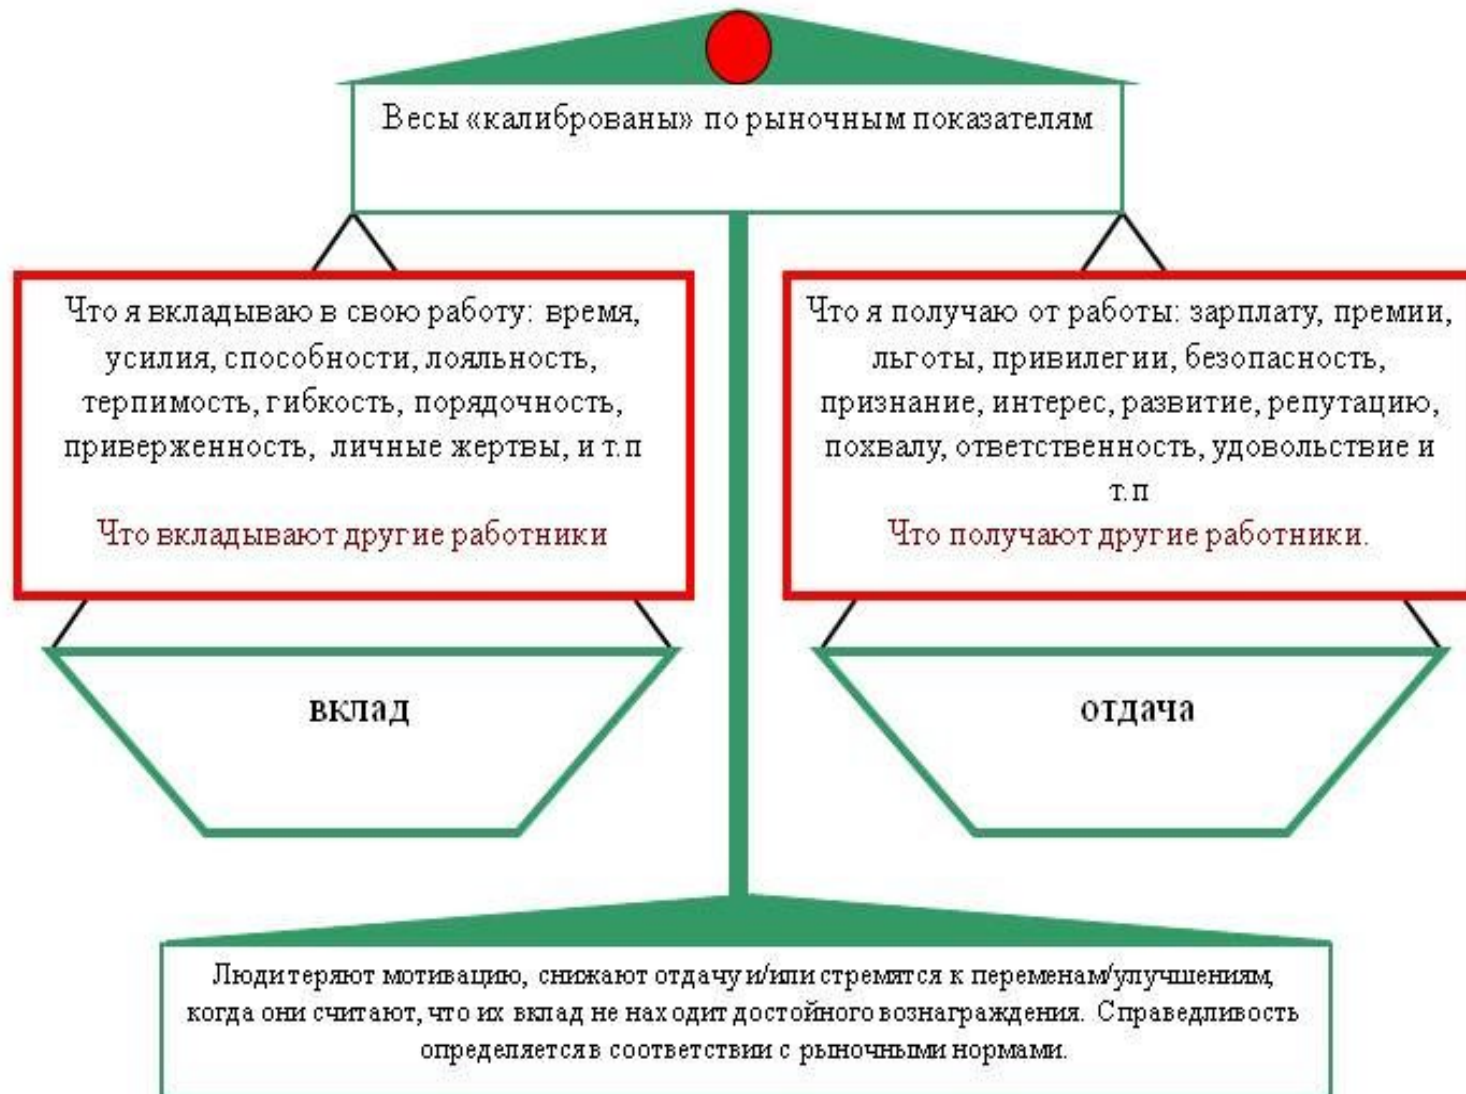 Весы «калиброваны» по рыночным показателям
Что я вкладываю в свою работу: время,
усилия, способности, лояльность,
терпимость, гибкость, порядочность,
приверженность, личные жертвы, и т.п
Что вкладывают другие работники
Что я получаю от работы: зарплату, премии,
льготы, привилегии, безопасность,
признание, интерес, развитие, репутацию,
похвалу, ответственность, удовольствие и
т.п
Что получают другие работники.
вклад
отдача
Люди теряют мотивацию, снижают отдачу и/или стремятся к переменам/улучшениям,
когда они считают, что их вклад не находит достойного вознаграждения. Справедливость
определяется в соответствии с рыночными нормами.